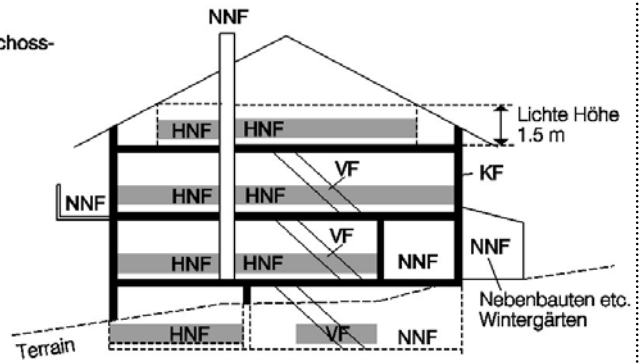 NNF
choss-
Lichte Höhe
1.5 m
HNF HNF
VF
KF
NNF
HNF HNF
VF
HNF HNF
NNF
NNF
Nebenbauten etc.
Wintergärten
Terrain
HNF
VF
NNF